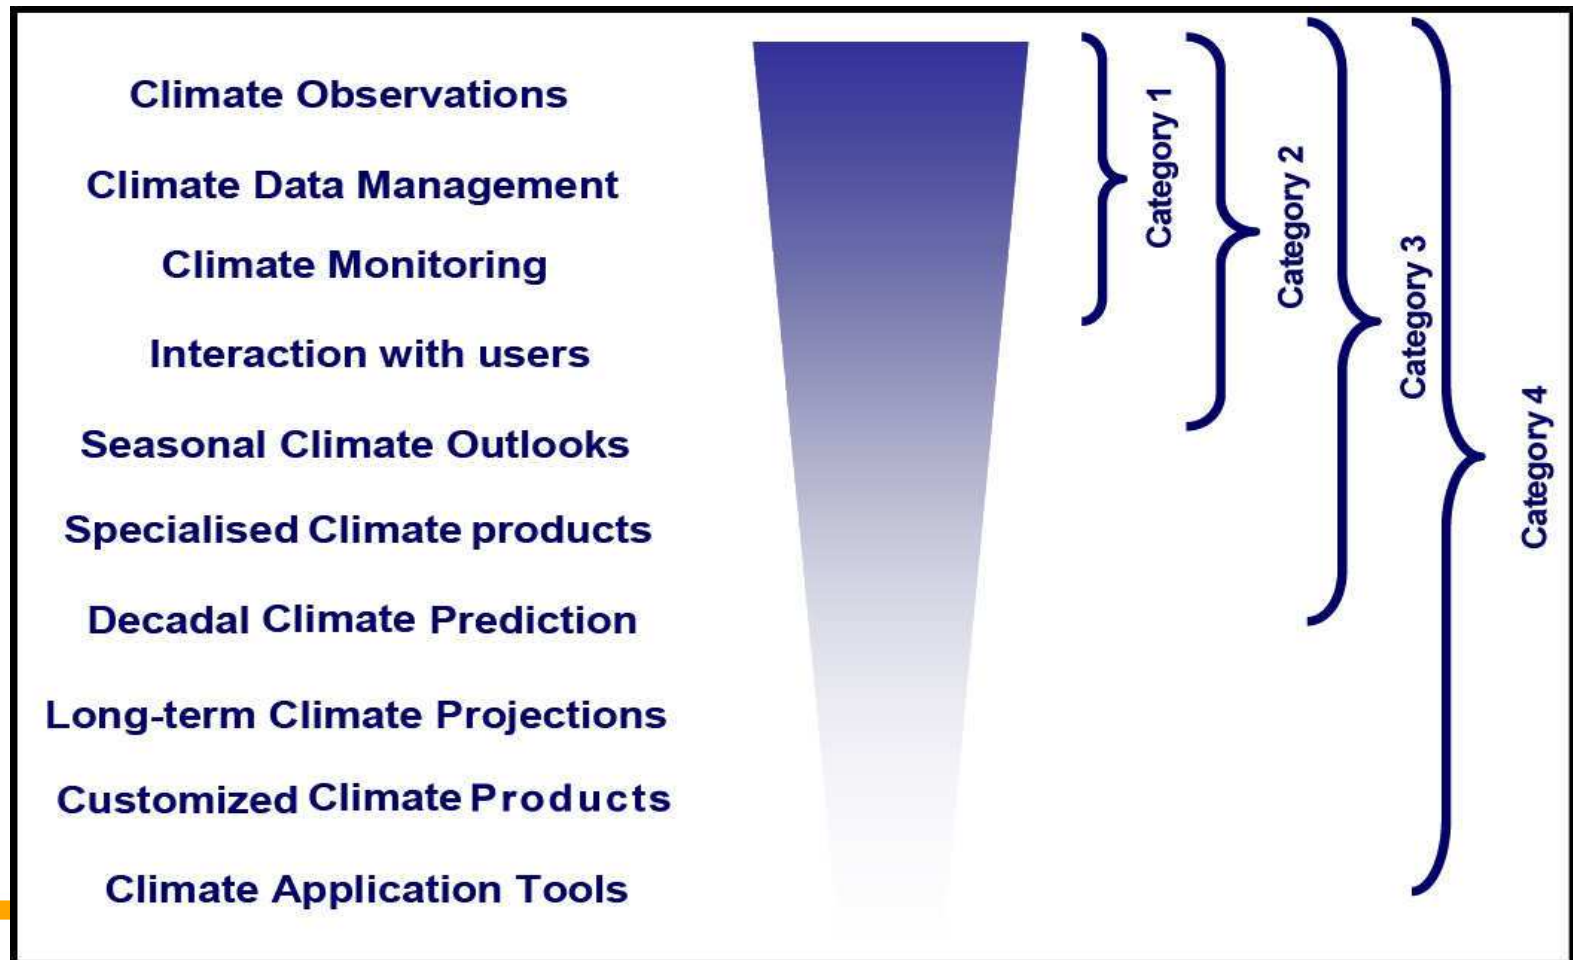 Climate Observations
Climate Data Management
Climate Monitoring
Interaction with users
Seasonal Climate Outlooks
Specialised Climate products
Decadal Climate Prediction
Long-term Climate Projections
Customized Climate Products
Climate Application Tools
Category 1
Category 2
Category 3
Category 4